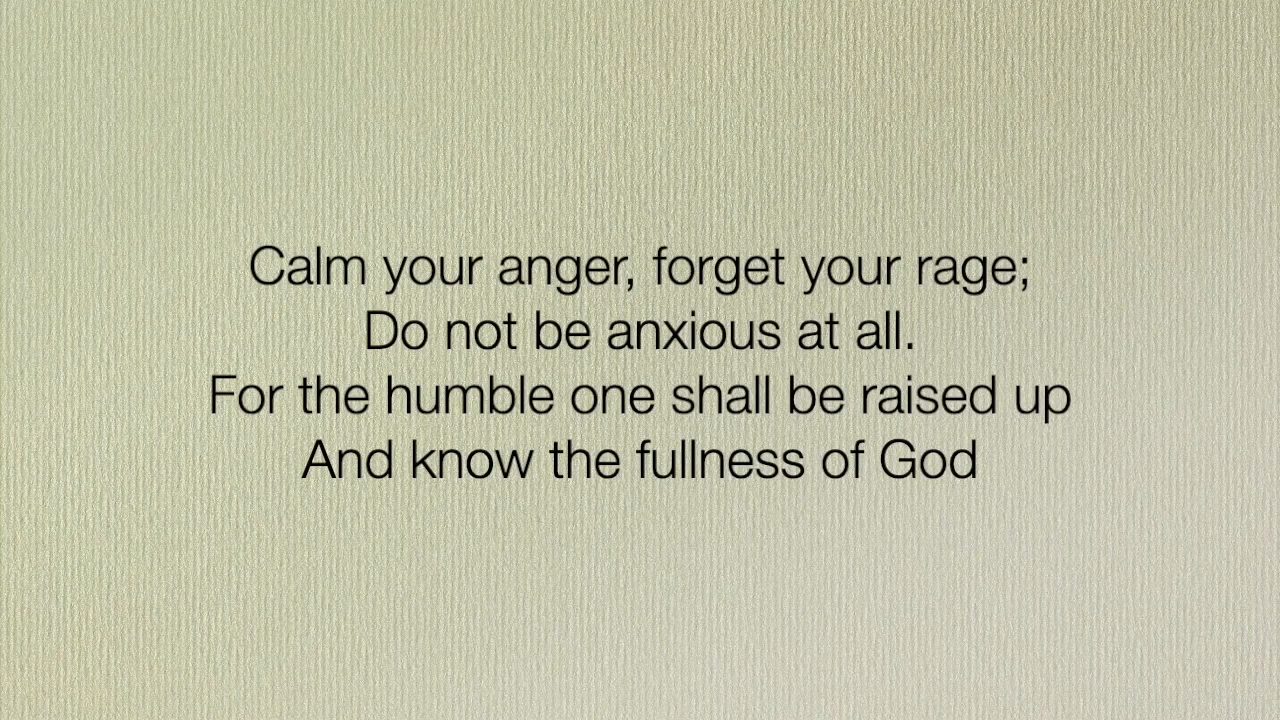 Calm your anger, forget your rage;
Do not be anxious at all.
For the humble one shall be raised up
And know the fullness of God